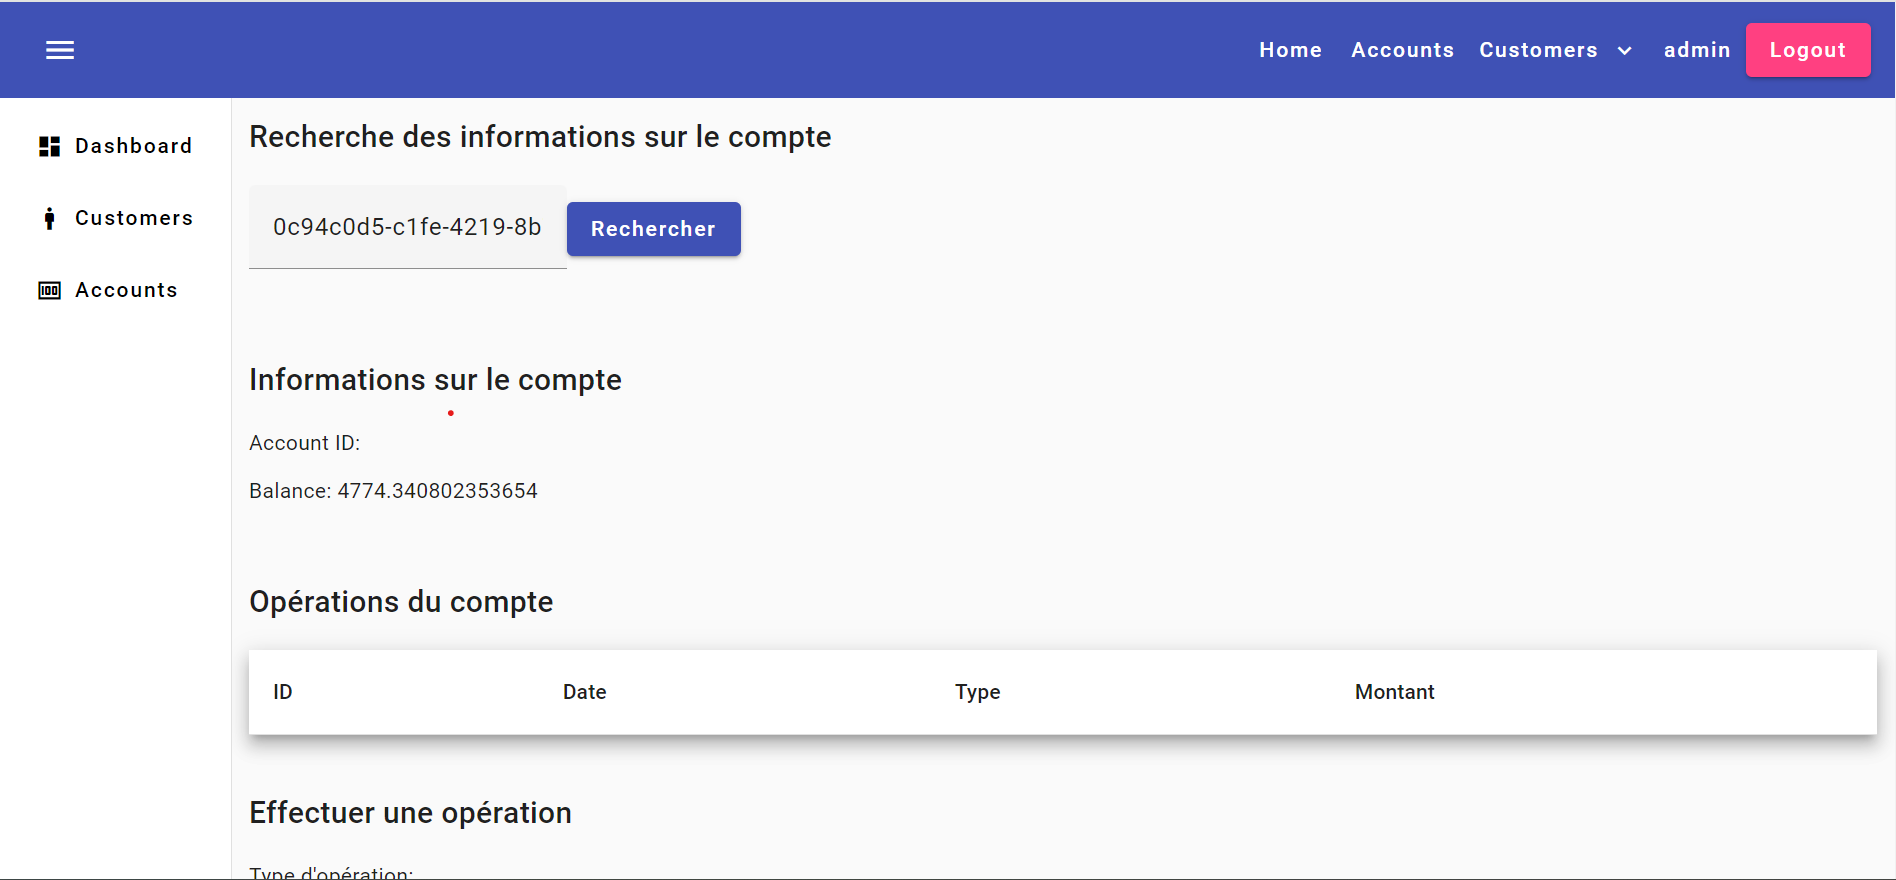 Home Accounts Customers admin Logout
Dashboard
Customers
Accounts
Recherche des informations sur le compte
0c94c0d5-c1fe-4219-8b
Rechercher
Informations sur le compte
Account ID:
Balance: 4774.340802353654
Opérations du compte
ID Date Type Montant
Effectuer une opération
Type d'opération: